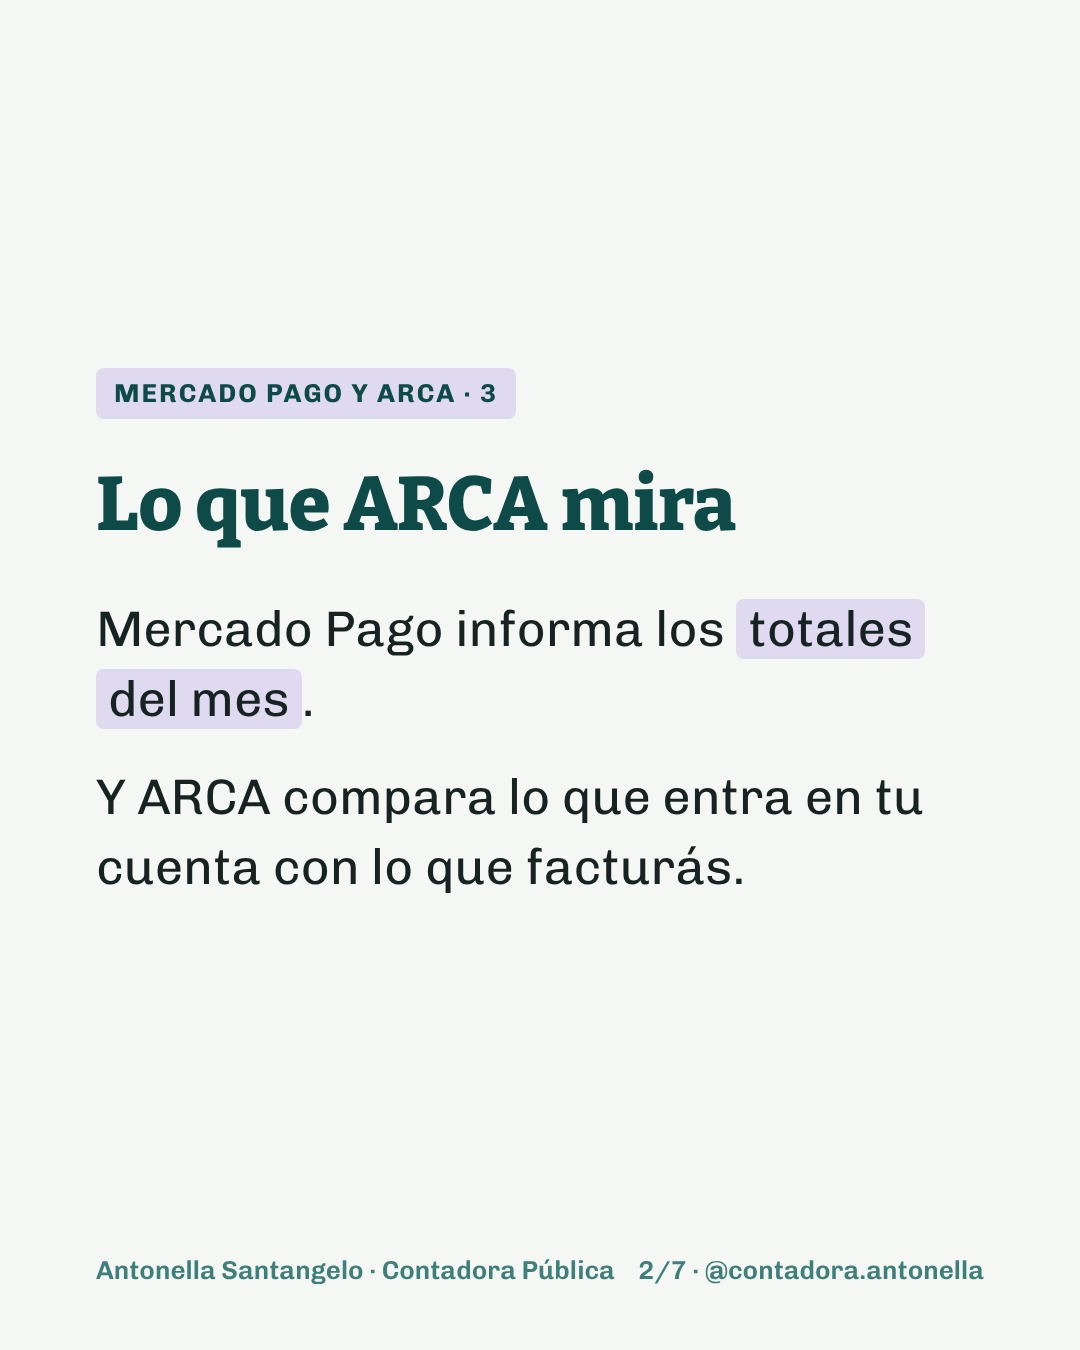 MERCADO PAGO Y ARCA · 3
Lo que ARCA mira
Mercado Pago informa los totales
del mes.
Y ARCA compara lo que entra en tu
cuenta con lo que facturás.
Antonella Santangelo · Contadora Pública 2/7 · @contadora.antonella